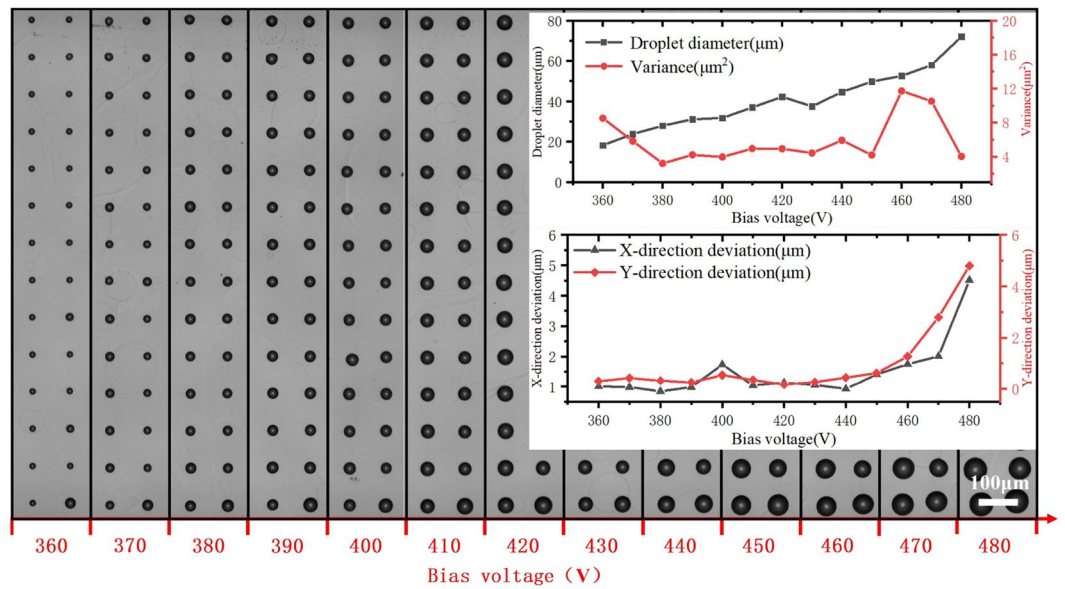 80
60
40
20
0
Droplet diameter(μm)
Droplet diameter(μm)
Variance(μm²)
20
16
12
8
4
Variance(μm²)
360 380 400 420 440 460 480
Bias voltage(V)
6
5
4
3
2
1
X-direction deviation(μm)
X-direction deviation(μm)
Y-direction deviation(μm)
6
4
2
0
Y-direction deviation(μm)
360 380 400 420 440 460 480
Bias voltage(V)
100μm
360 370 380 390 400 410 420 430 440 450 460 470 480
Bias voltage (V)